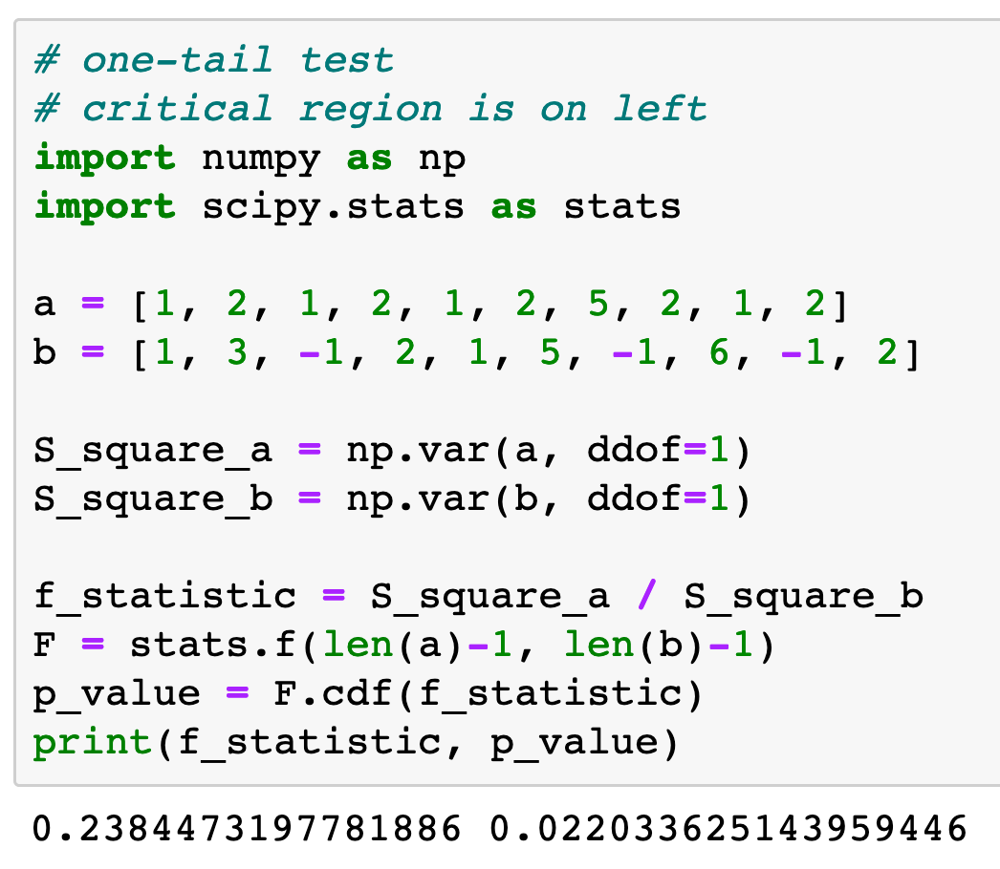 # one-tail test
# critical region is on left
import numpy as np
import scipy.stats as stats
a = [1, 2, 1, 2, 1, 2, 5, 2, 1, 2]
b = [1, 3, -1, 2, 1, 5, -1, 6, -1, 2]
S_square_a = np.var(a, ddof=1)
S_square_b = np.var(b, ddof=1)
f_statistic = S_square_a / S_square_b
F = stats.f(len(a)-1, len(b)-1)
p_value = F.cdf(f_statistic)
print(f_statistic, p_value)
0.2384473197781886 0.022033625143959446